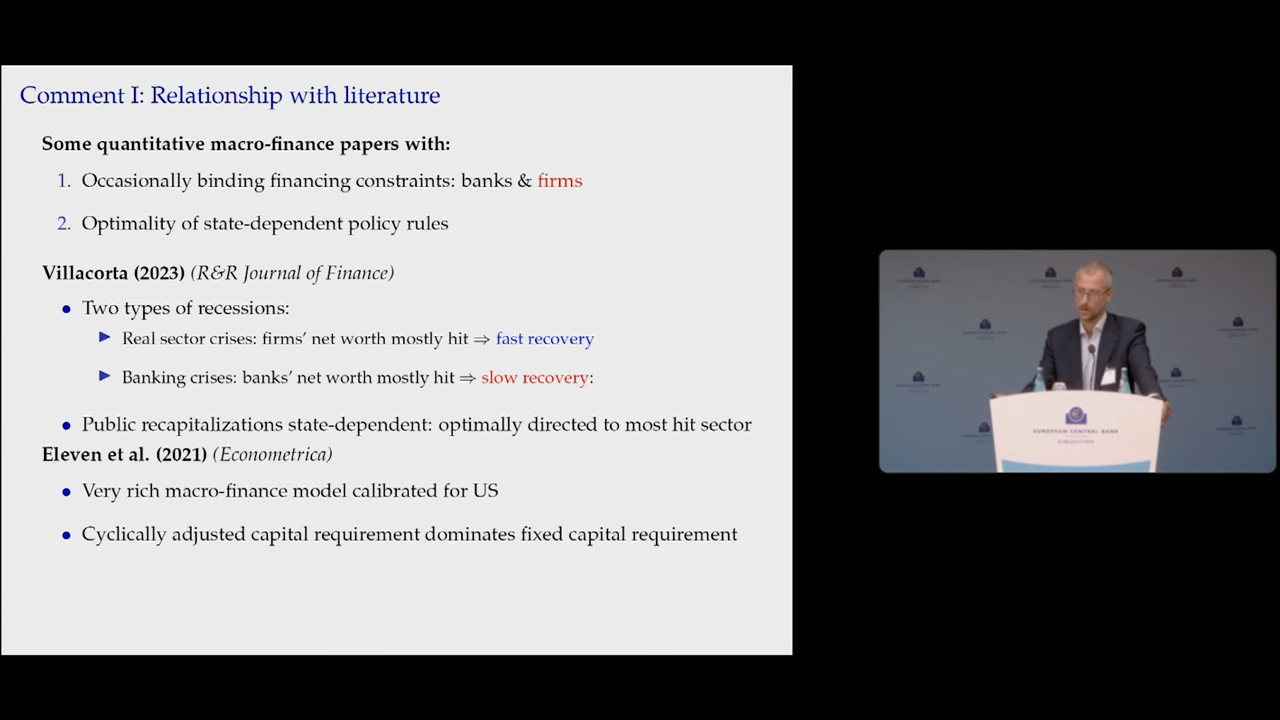 Comment I: Relationship with literature
Some quantitative macro-finance papers with:
1. Occasionally binding financing constraints: banks & firms
2. Optimality of state-dependent policy rules
Villacorta (2023) (R&R Journal of Finance)
• Two types of recessions:
▶ Real sector crises: firms' net worth mostly hit ⇒ fast recovery
▶ Banking crises: banks' net worth mostly hit ⇒ slow recovery:
• Public recapitalizations state-dependent: optimally directed to most hit sector
Eleven et al. (2021) (Econometrica)
• Very rich macro-finance model calibrated for US
• Cyclically adjusted capital requirement dominates fixed capital requirement
EUROPEAN CENTRAL BANK
EUROSYSTEM